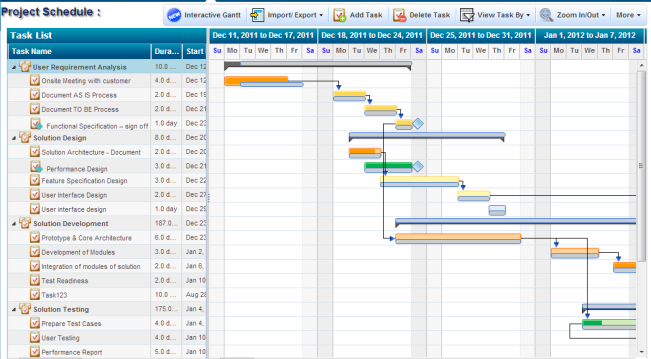 Project Schedule :
NEW Interactive Gantt Import/ Export Add Task Delete Task View Task By Zoom In/Out More
Task List Dec 11, 2011 to Dec 17, 2011 Dec 18, 2011 to Dec 24, 2011 Dec 25, 2011 to Dec 31, 2011 Jan 1, 2012 to Jan 7, 2012
Task Name Dura... Start Su Mo Tu We Th Fr Sa Su Mo Tu We Th Fr Sa Su Mo Tu We Th Fr Sa Su Mo Tu We Th Fr Sa Su
User Requirement Analysis 10.0 ... Dec 12
Onsite Meeting with customer 4.0 d... Dec 12
Document AS IS Process 2.0 d... Dec 19
Document TO BE Process 2.0 d... Dec 21
Functional Specification – sign off 1.0 day Dec 23
Solution Design 8.0 d... Dec 20
Solution Architecture - Document 2.0 d... Dec 20
Performance Design 3.0 d... Dec 21
Feature Specification Design 3.0 d... Dec 22
User Interface Design 2.0 d... Dec 27
User interface design 1.0 day Dec 29
Solution Development 187.0... Dec 23
Prototype & Core Architecture 6.0 d... Dec 23
Development of Modules 3.0 d... Jan 2,
Integration of modules of solution 2.0 d... Jan 6,
Test Readiness 2.0 d... Jan 10
Task123 10.0 ... Aug 28
Solution Testing 175.0... Jan 4,
Prepare Test Cases 4.0 d... Jan 4,
User Testing 4.0 d... Jan 10
Performance Report 5.0 d... Jan 10